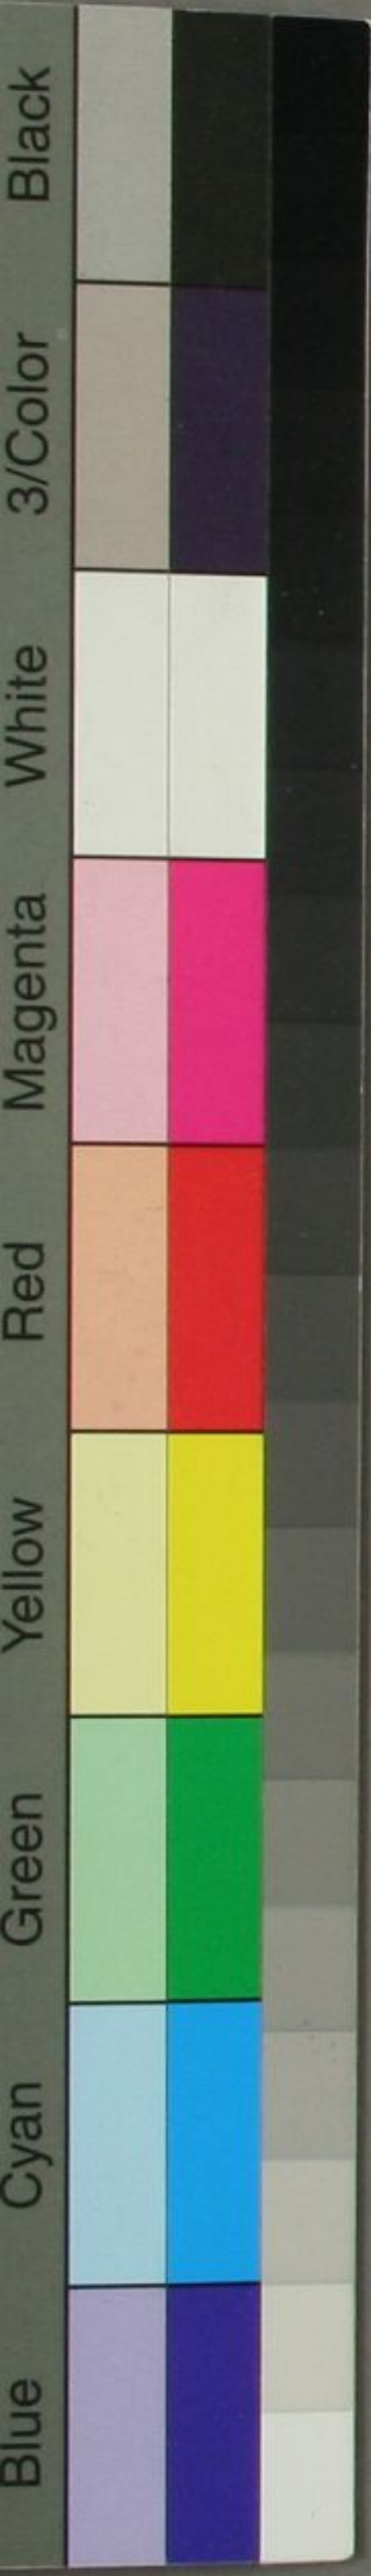 Blue
Cyan
Green
Yellow
Red
Magenta
White
3/Color
Black